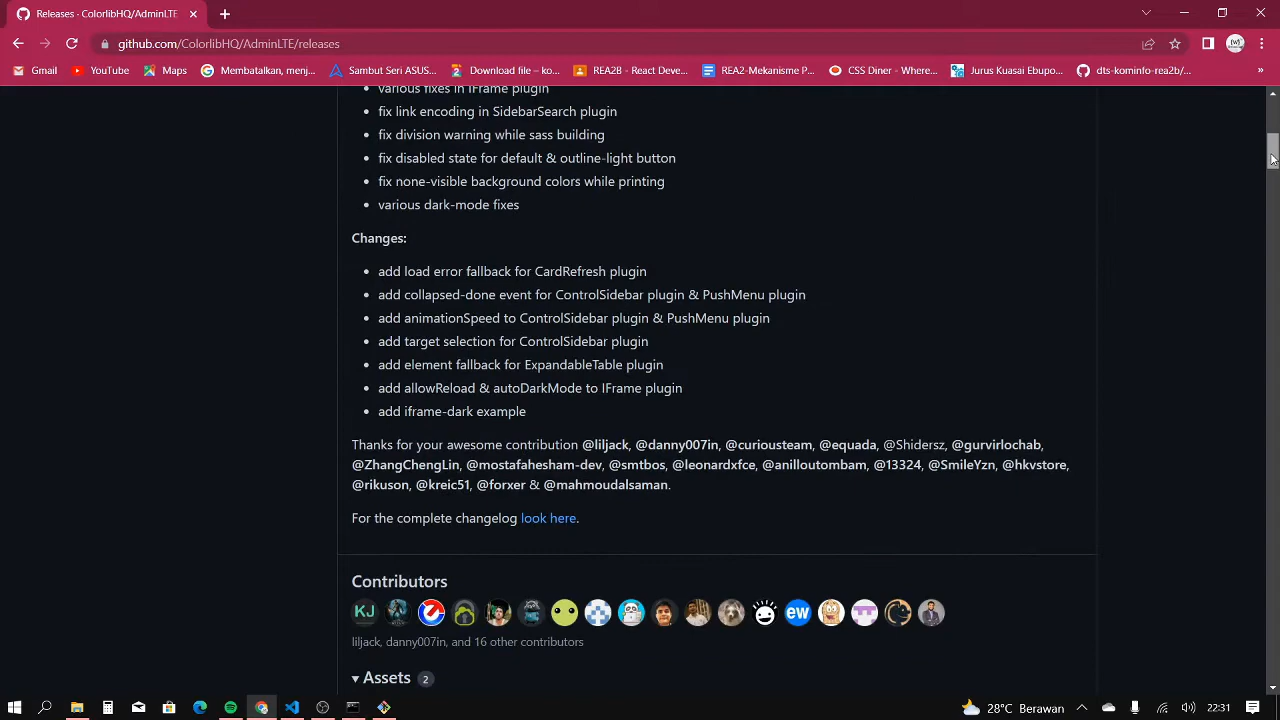 Releases · ColorlibHQ/AdminLTE
github.com/ColorlibHQ/AdminLTE/releases
Gmail
YouTube
Maps
Membatalkan, menj...
Sambut Seri ASUS...
Download file – ko...
REA2B - React Deve...
REA2-Mekanisme P...
CSS Diner - Where...
Jurus Kuasai Ebupo...
dts-kominfo-rea2b/...
»
• various fixes in IFrame plugin
• fix link encoding in SidebarSearch plugin
• fix division warning while sass building
• fix disabled state for default & outline-light button
• fix none-visible background colors while printing
• various dark-mode fixes
Changes:
• add load error fallback for CardRefresh plugin
• add collapsed-done event for ControlSidebar plugin & PushMenu plugin
• add animationSpeed to ControlSidebar plugin & PushMenu plugin
• add target selection for ControlSidebar plugin
• add element fallback for ExpandableTable plugin
• add allowReload & autoDarkMode to IFrame plugin
• add iframe-dark example
Thanks for your awesome contribution @liljack, @danny007in, @curiousteam, @equada, @Shidersz, @gurvirlochab,
@ZhangChengLin, @mostafahesham-dev, @smtbos, @leonardxfce, @anilloutombam, @13324, @SmileYzn, @hkvstore,
@rikuson, @kreic51, @forxer & @mahmoudalsaman.
For the complete changelog look here.
Contributors
KJ
ew
liljack, danny007in, and 16 other contributors
Assets 2
28°C Berawan
22:31